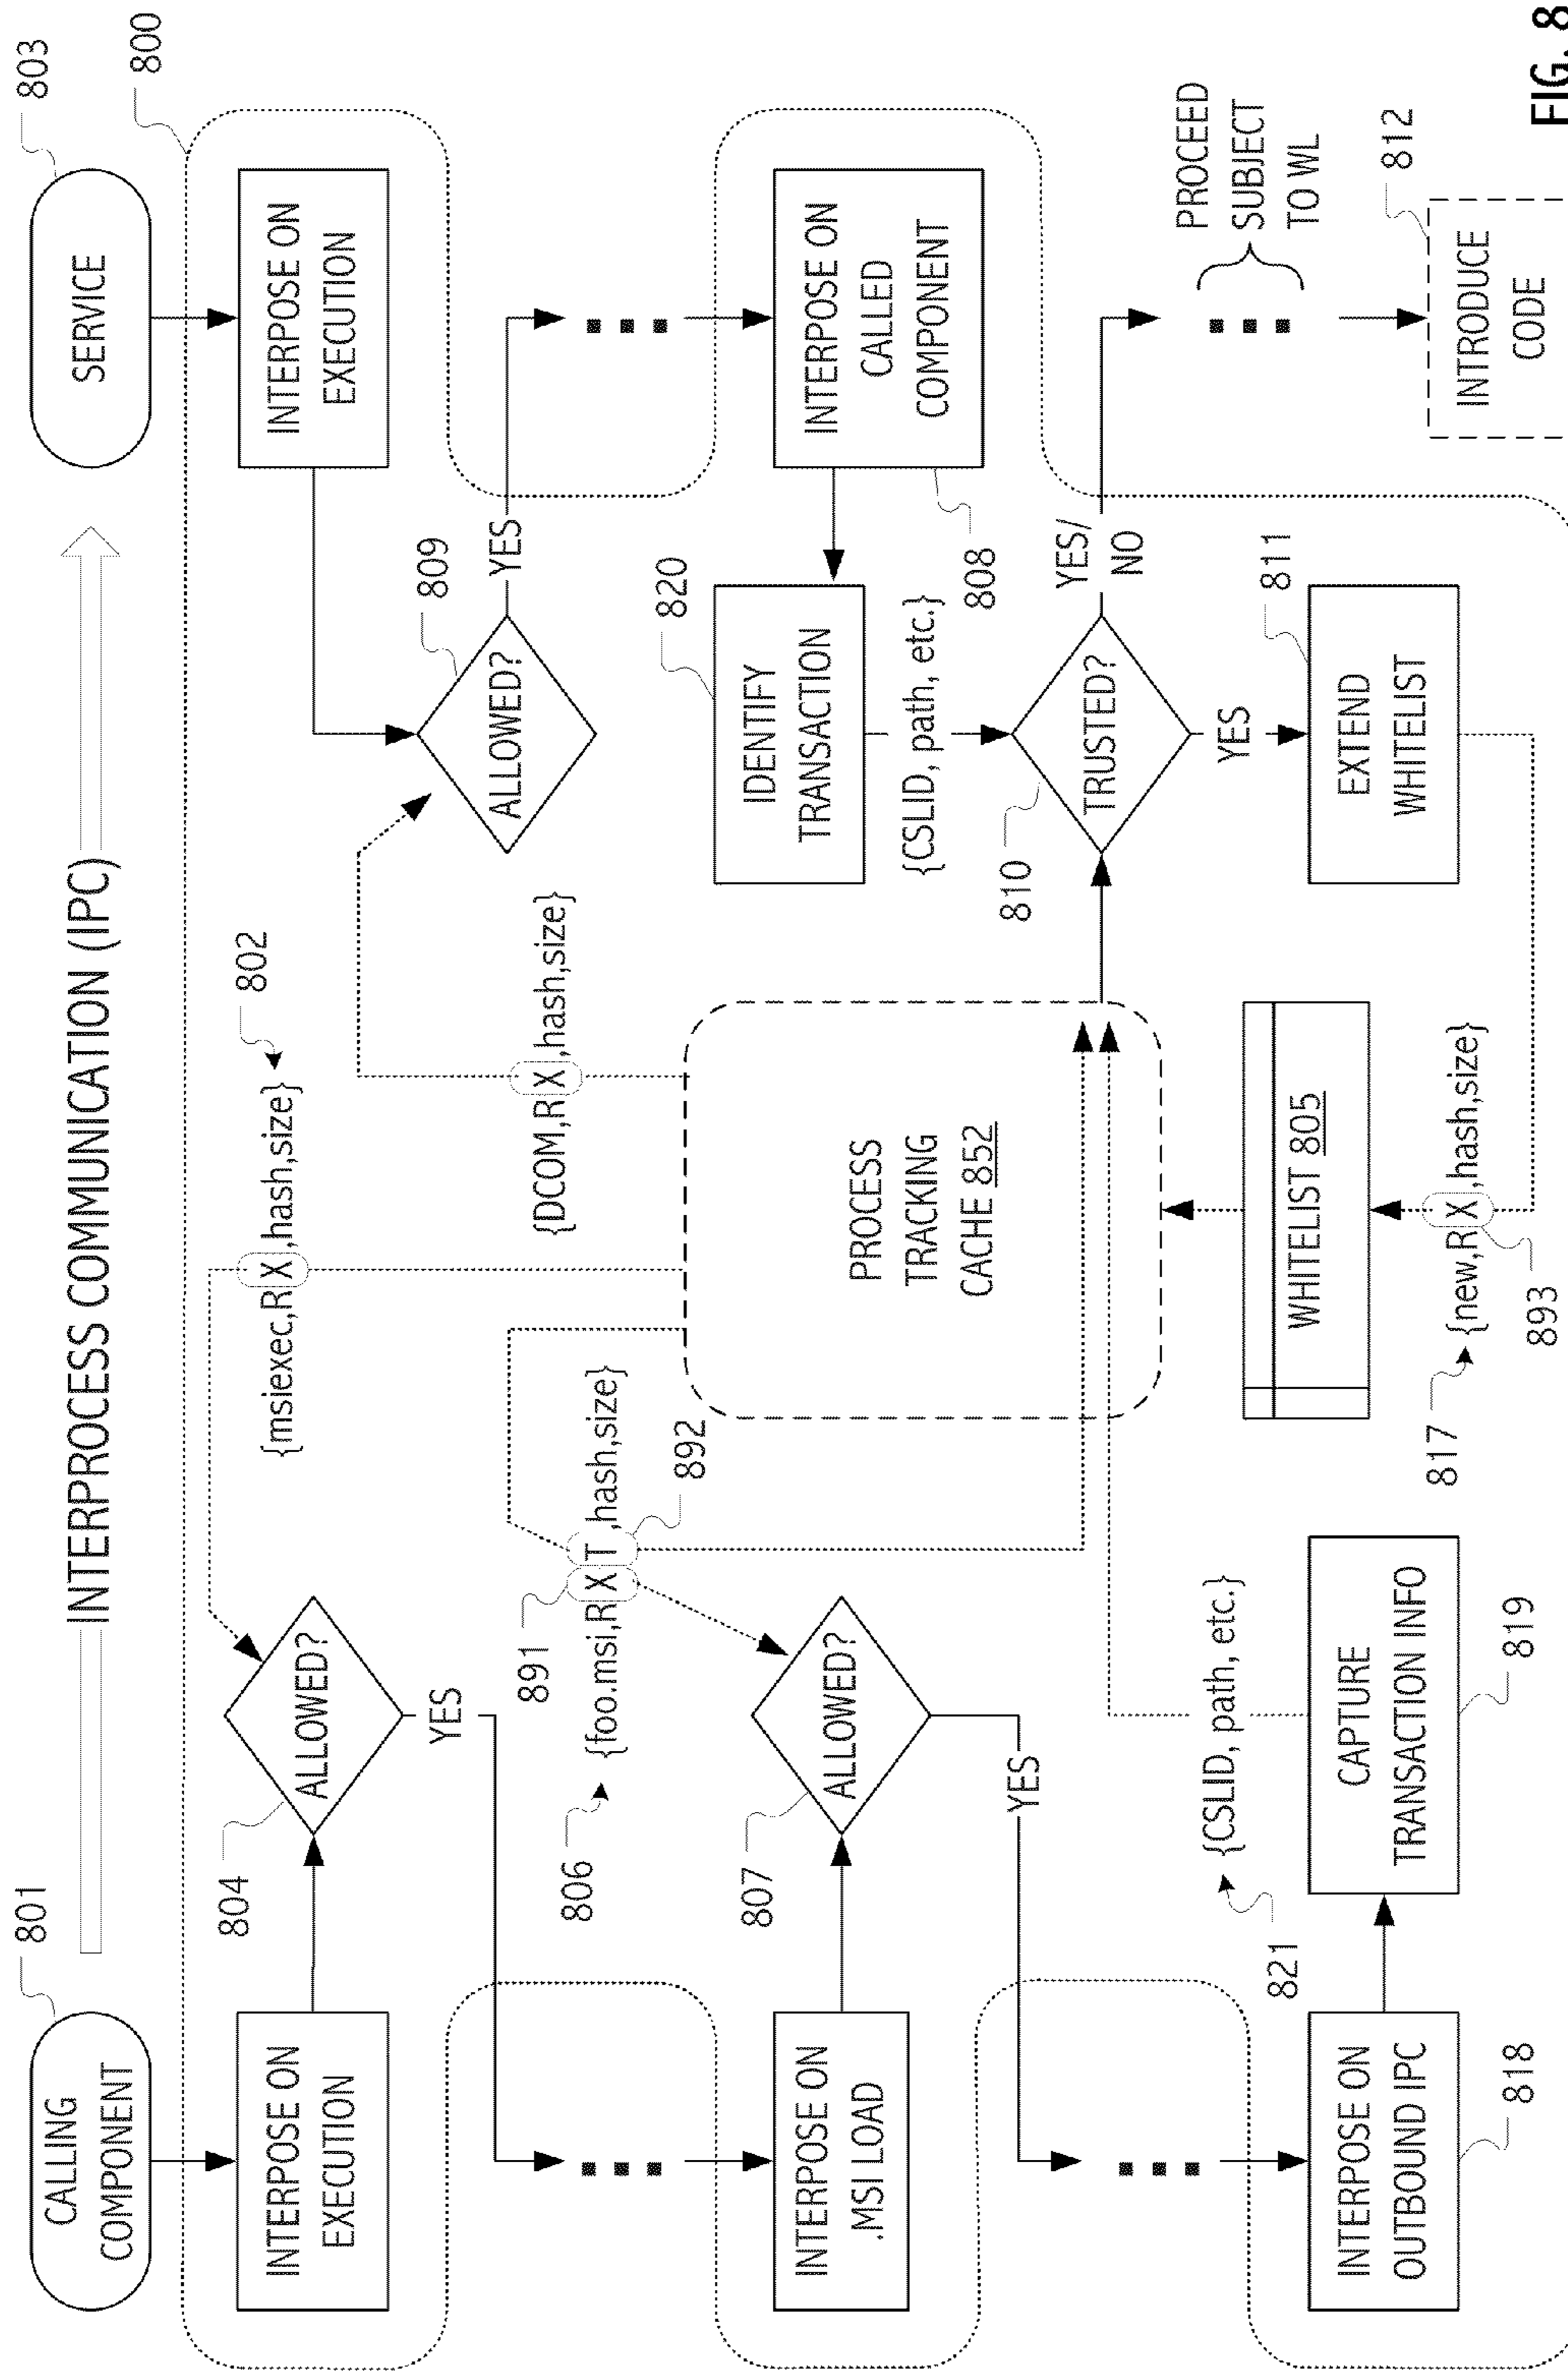 INTERPROCESS COMMUNICATION (IPC)
801
CALLING
COMPONENT
SERVICE
803
800
INTERPOSE ON
EXECUTION
804
ALLOWED?
YES
{msiexec,R X ,hash,size}
802
INTERPOSE ON
EXECUTION
809
ALLOWED?
YES
{DCOM,R X ,hash,size}
806
{foo.msi,R X T ,hash,size}
891
892
INTERPOSE ON
.MSI LOAD
807
ALLOWED?
YES
PROCESS
TRACKING
CACHE 852
820
IDENTIFY
TRANSACTION
INTERPOSE ON
CALLED
COMPONENT
808
{CSLID, path, etc.}
810
TRUSTED?
YES/
NO
YES
PROCEED
SUBJECT
TO WL
821
{CSLID, path, etc.}
INTERPOSE ON
OUTBOUND IPC
818
CAPTURE
TRANSACTION INFO
819
WHITELIST 805
817
{new,R X ,hash,size}
893
811
EXTEND
WHITELIST
812
INTRODUCE
CODE
FIG. 8